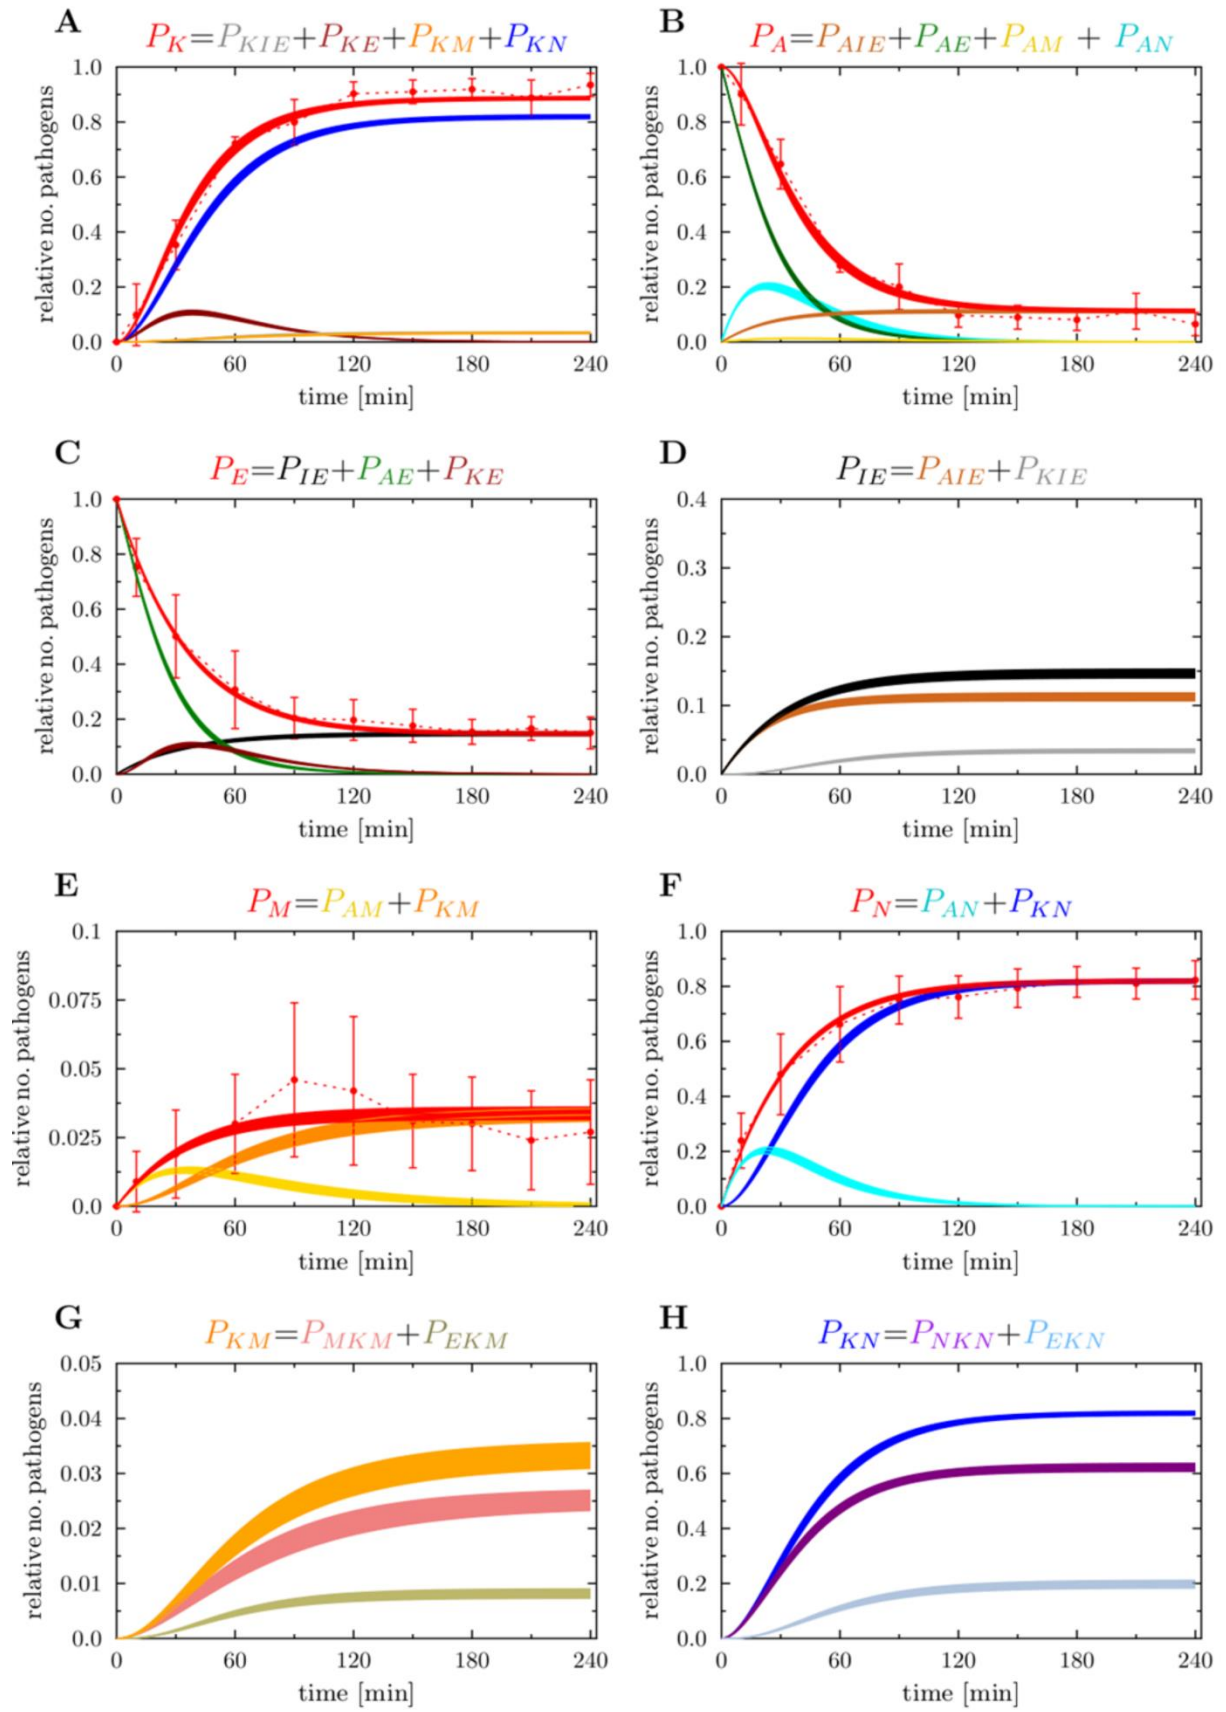 A
P_K=P_KIE+P_KE+P_KM+P_KN
relative no. pathogens
1.0
0.8
0.6
0.4
0.2
0.0
0 60 120 180 240
time [min]
B
P_A=P_AIE+P_AE+P_AM + P_AN
relative no. pathogens
1.0
0.8
0.6
0.4
0.2
0.0
0 60 120 180 240
time [min]
C
P_E=P_IE+P_AE+P_KE
relative no. pathogens
1.0
0.8
0.6
0.4
0.2
0.0
0 60 120 180 240
time [min]
D
P_IE=P_AIE+P_KIE
relative no. pathogens
0.4
0.3
0.2
0.1
0.0
0 60 120 180 240
time [min]
E
P_M=P_AM+P_KM
relative no. pathogens
0.1
0.075
0.05
0.025
0.0
0 60 120 180 240
time [min]
F
P_N=P_AN+P_KN
relative no. pathogens
1.0
0.8
0.6
0.4
0.2
0.0
0 60 120 180 240
time [min]
G
P_KM=P_MKM+P_EKM
relative no. pathogens
0.05
0.04
0.03
0.02
0.01
0.00
0 60 120 180 240
time [min]
H
P_KN=P_NKN+P_EKN
relative no. pathogens
1.0
0.8
0.6
0.4
0.2
0.0
0 60 120 180 240
time [min]